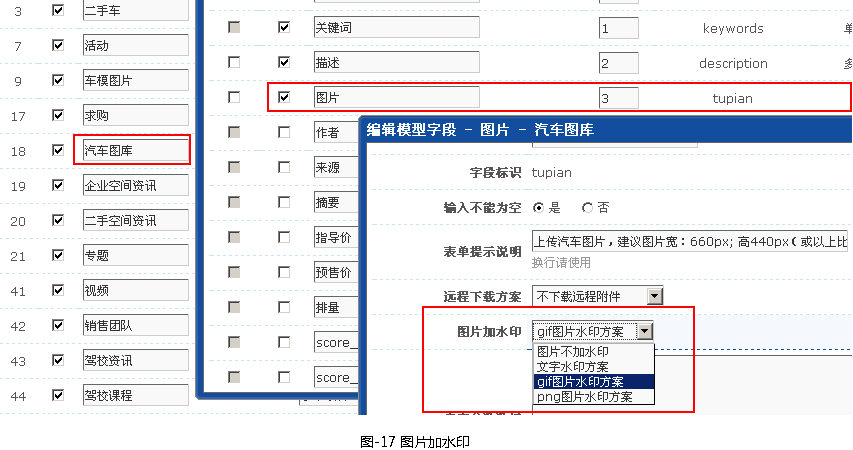 3 二手车
7 活动
9 车模图片
17 求购
18 汽车图库
19 企业空间资讯
20 二手空间资讯
21 专题
41 视频
42 销售团队
43 驾校资讯
44 驾校课程
关键词 1 keywords
描述 2 description
图片 3 tupian
作者
来源
摘要
指导价
预售价
排量
score_
score_
编辑模型字段 - 图片 - 汽车图库
字段标识 tupian
输入不能为空 是 否
表单提示说明 上传汽车图片，建议图片宽：660px; 高440px（或以上比
换行请使用
远程下载方案 不下载远程附件
图片加水印 gif图片水印方案
图片不加水印
文字水印方案
gif图片水印方案
png图片水印方案
图-17 图片加水印